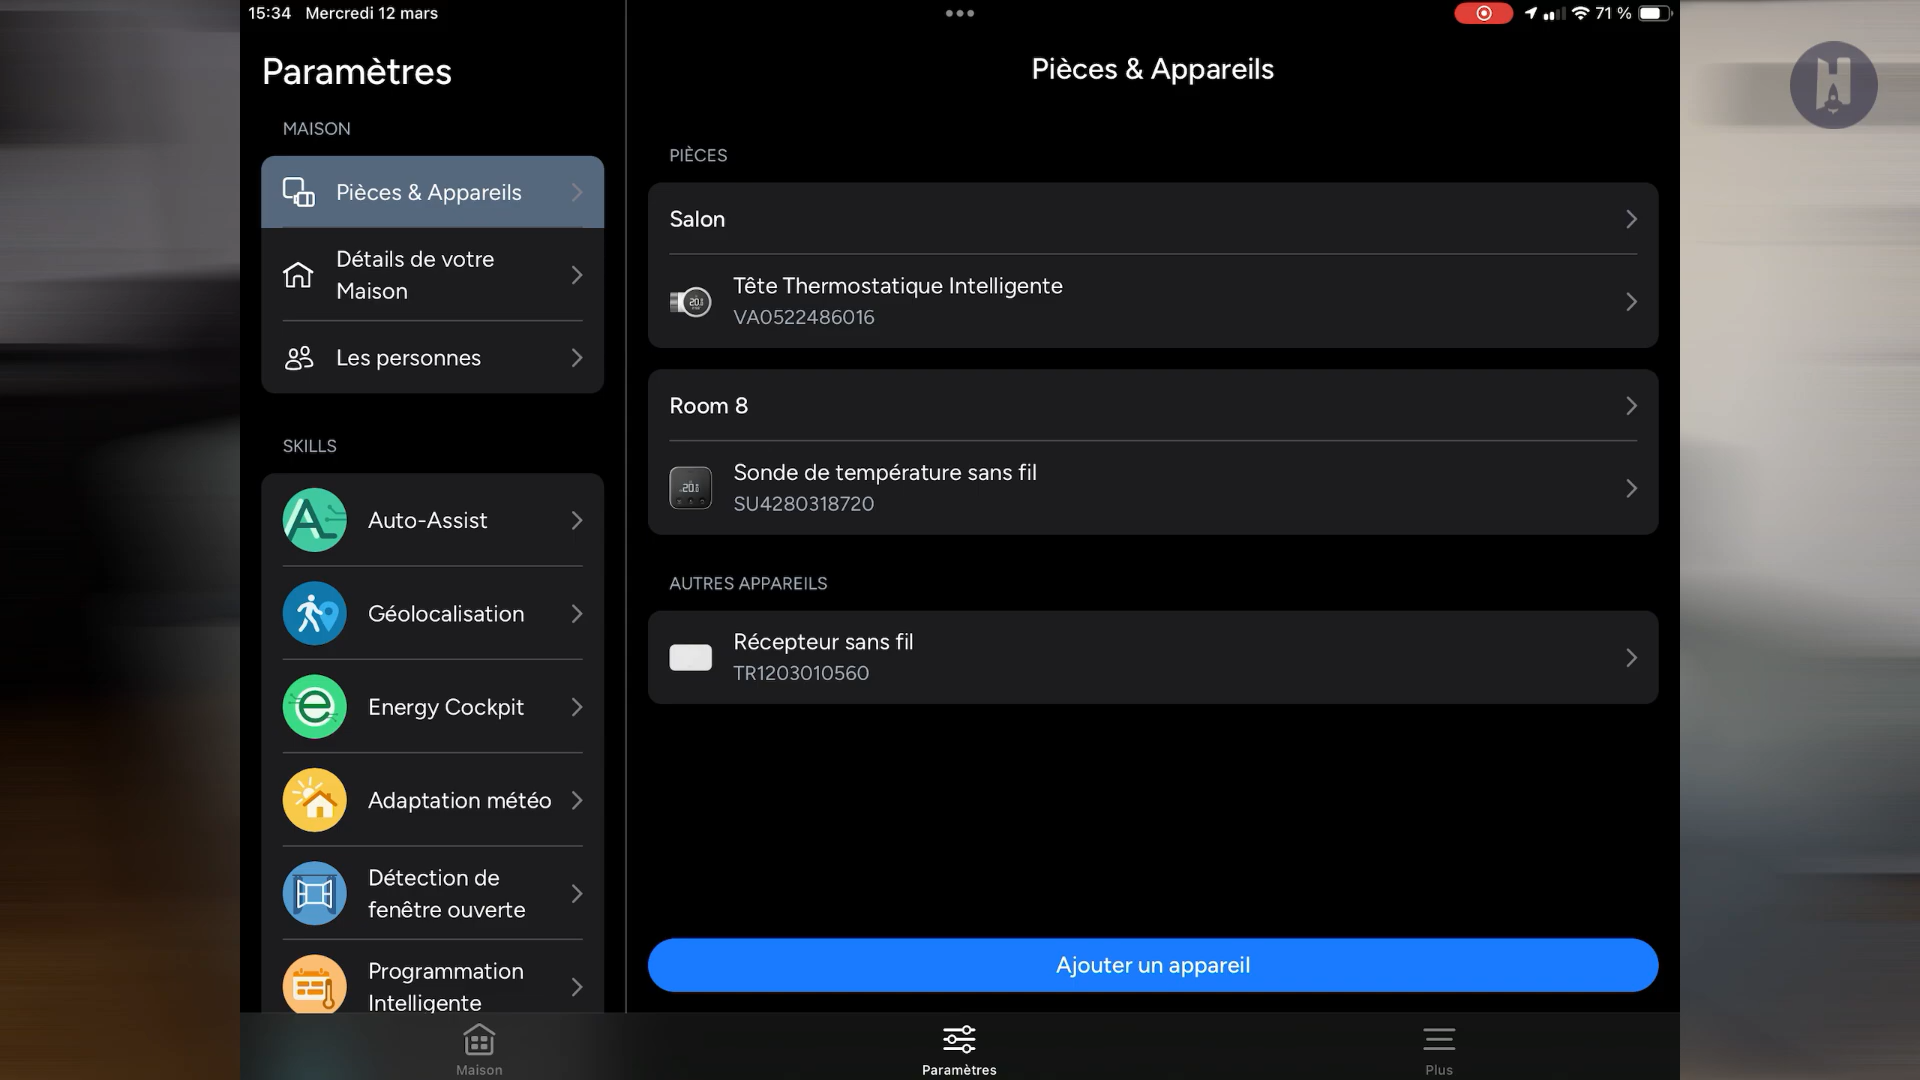 15:34 Mercredi 12 mars
71 %
Paramètres
MAISON
Pièces & Appareils
Détails de votre
Maison
Les personnes
SKILLS
Auto-Assist
Géolocalisation
Energy Cockpit
Adaptation météo
Détection de
fenêtre ouverte
Programmation
Intelligente
Pièces & Appareils
PIÈCES
Salon
Tête Thermostatique Intelligente
VA0522486016
Room 8
Sonde de température sans fil
SU4280318720
AUTRES APPAREILS
Récepteur sans fil
TR1203010560
Ajouter un appareil
Maison
Paramètres
Plus